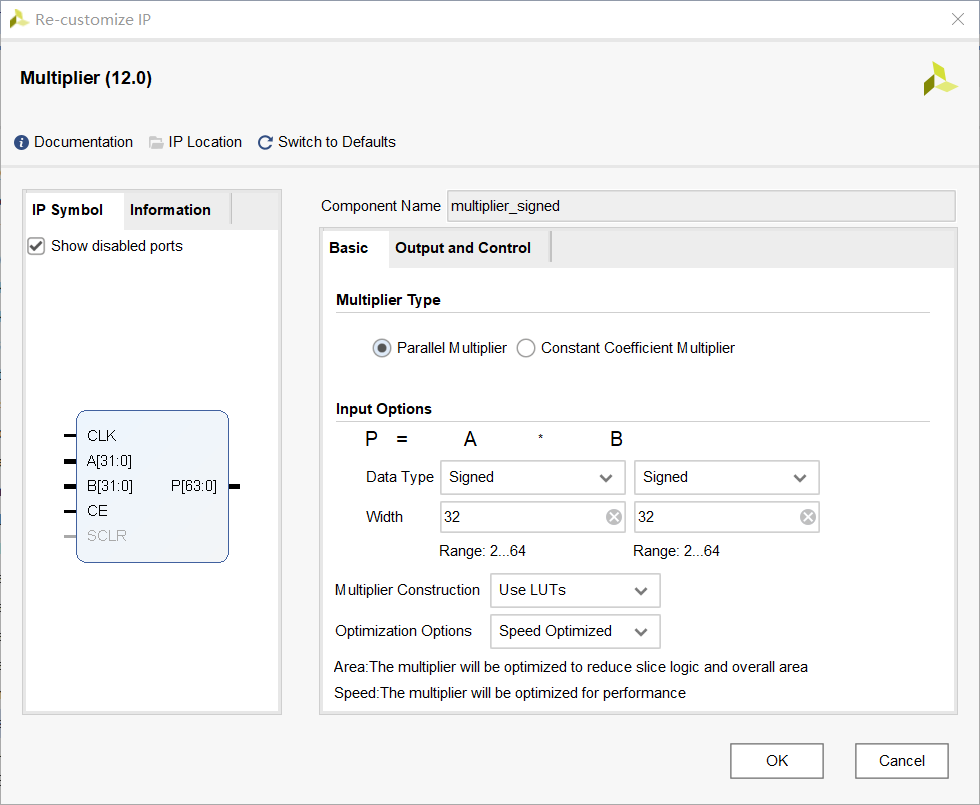 Re-customize IP
Multiplier (12.0)
Documentation IP Location Switch to Defaults
IP Symbol Information
Show disabled ports
CLK
A[31:0]
B[31:0] P[63:0]
CE
SCLR
Component Name multiplier_signed
Basic Output and Control
Multiplier Type
Parallel Multiplier Constant Coefficient Multiplier
Input Options
P = A * B
Data Type Signed Signed
Width 32 32
Range: 2...64 Range: 2...64
Multiplier Construction Use LUTs
Optimization Options Speed Optimized
Area:The multiplier will be optimized to reduce slice logic and overall area
Speed:The multiplier will be optimized for performance
OK Cancel